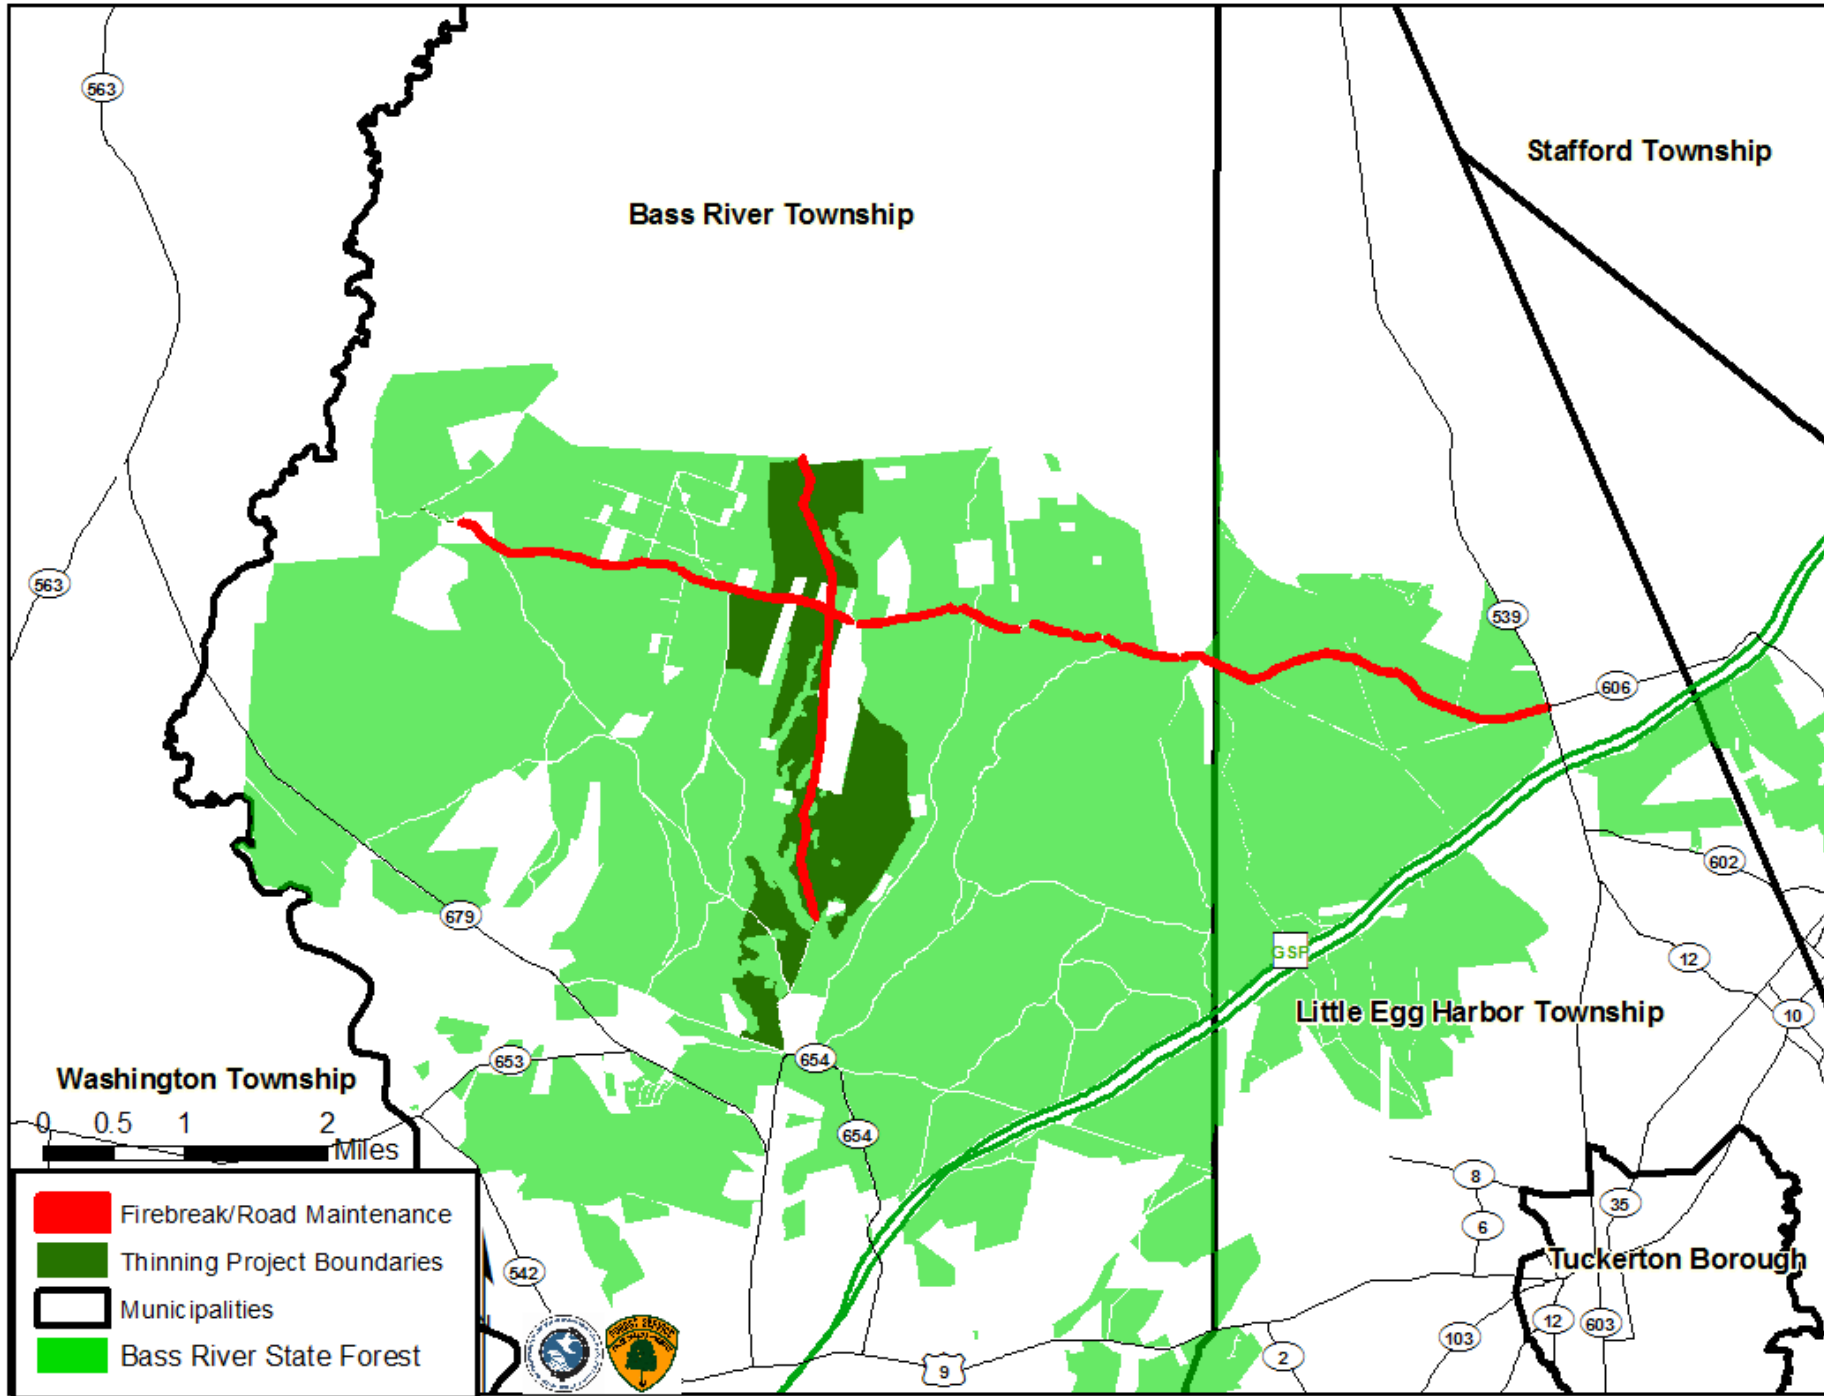 563
Stafford Township
Bass River Township
563
539
606
602
679
GSP
12
Little Egg Harbor Township
10
653
654
Washington Township
0 0.5 1 2
Miles
654
8
35
6
Firebreak/Road Maintenance
Thinning Project Boundaries
Municipalities
Bass River State Forest
Tuckerton Borough
542
12
603
103
2
9
FOREST SERVICE